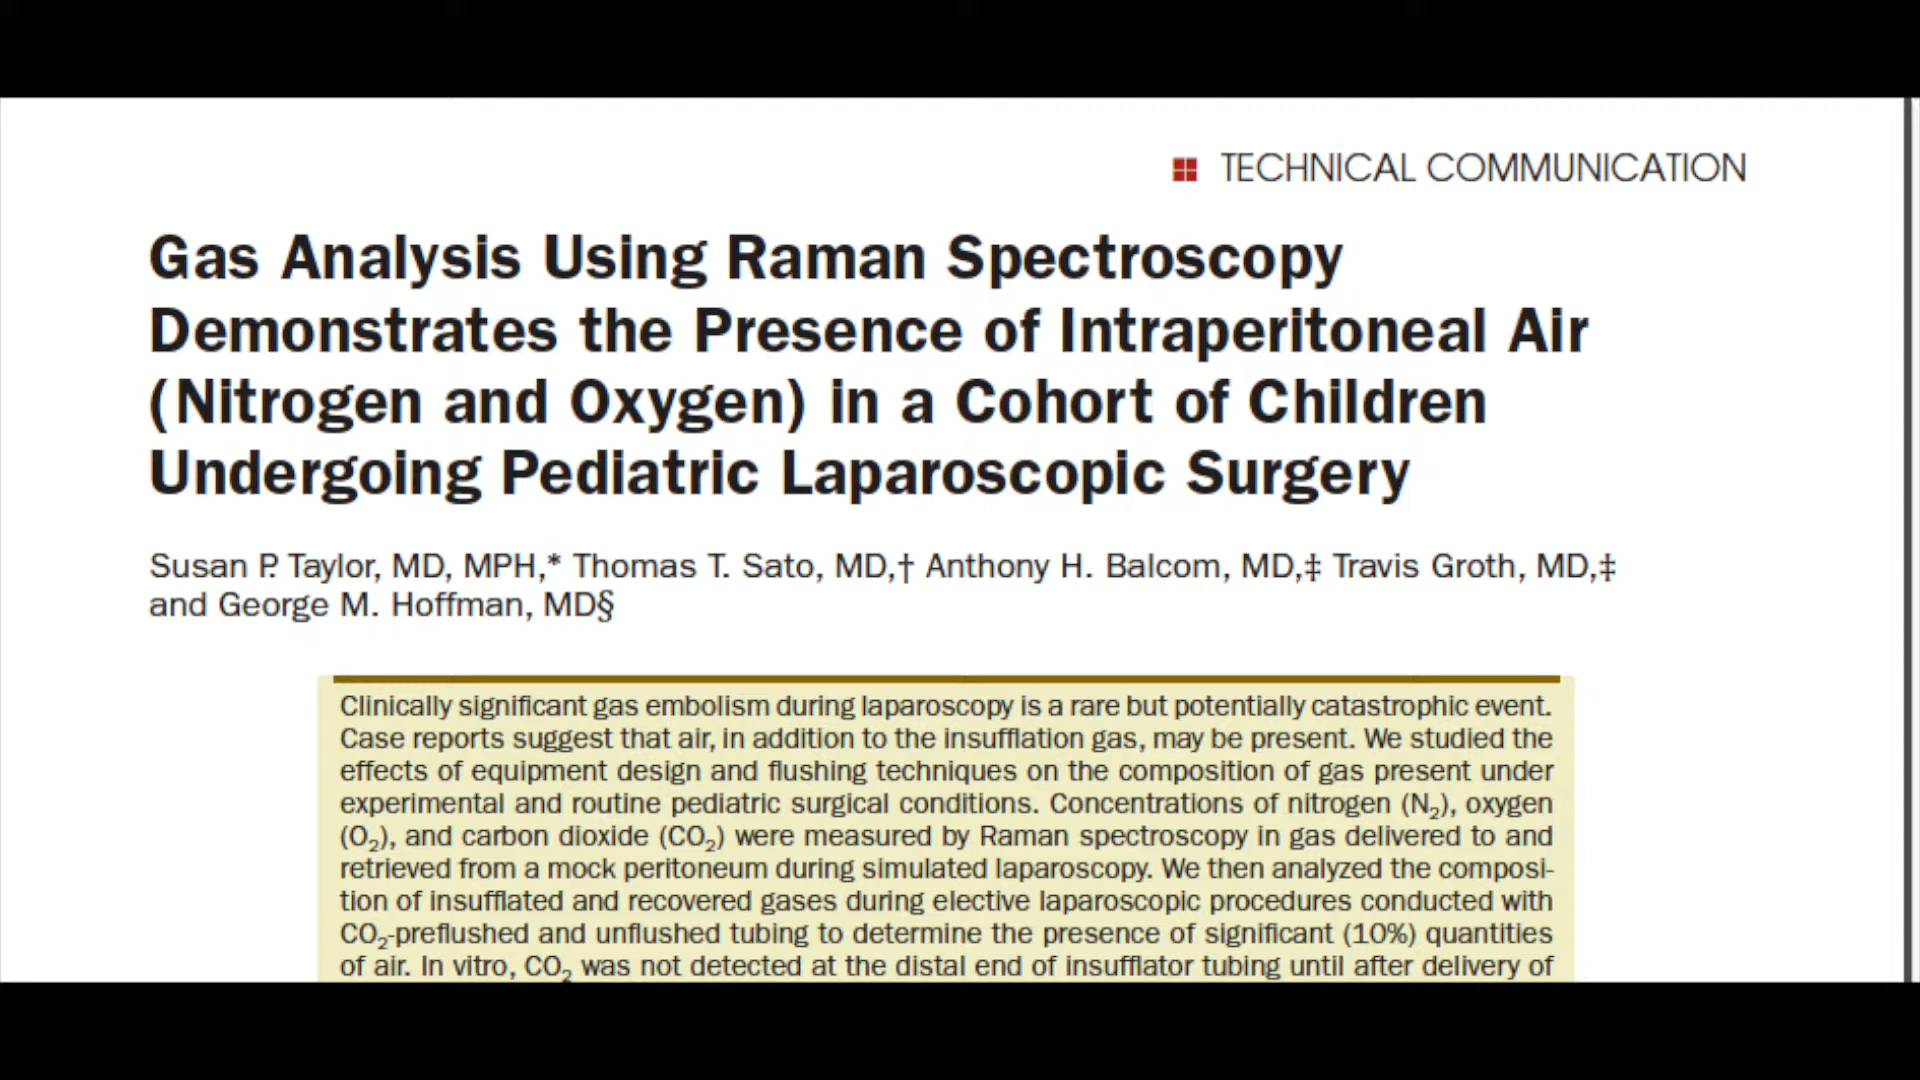 TECHNICAL COMMUNICATION
Gas Analysis Using Raman Spectroscopy
Demonstrates the Presence of Intraperitoneal Air
(Nitrogen and Oxygen) in a Cohort of Children
Undergoing Pediatric Laparoscopic Surgery
Susan P. Taylor, MD, MPH,* Thomas T. Sato, MD,† Anthony H. Balcom, MD,‡ Travis Groth, MD,‡
and George M. Hoffman, MD§
Clinically significant gas embolism during laparoscopy is a rare but potentially catastrophic event.
Case reports suggest that air, in addition to the insufflation gas, may be present. We studied the
effects of equipment design and flushing techniques on the composition of gas present under
experimental and routine pediatric surgical conditions. Concentrations of nitrogen (N₂), oxygen
(O₂), and carbon dioxide (CO₂) were measured by Raman spectroscopy in gas delivered to and
retrieved from a mock peritoneum during simulated laparoscopy. We then analyzed the composi-
tion of insufflated and recovered gases during elective laparoscopic procedures conducted with
CO₂-preflushed and unflushed tubing to determine the presence of significant (10%) quantities
of air. In vitro, CO₂ was not detected at the distal end of insufflator tubing until after delivery of